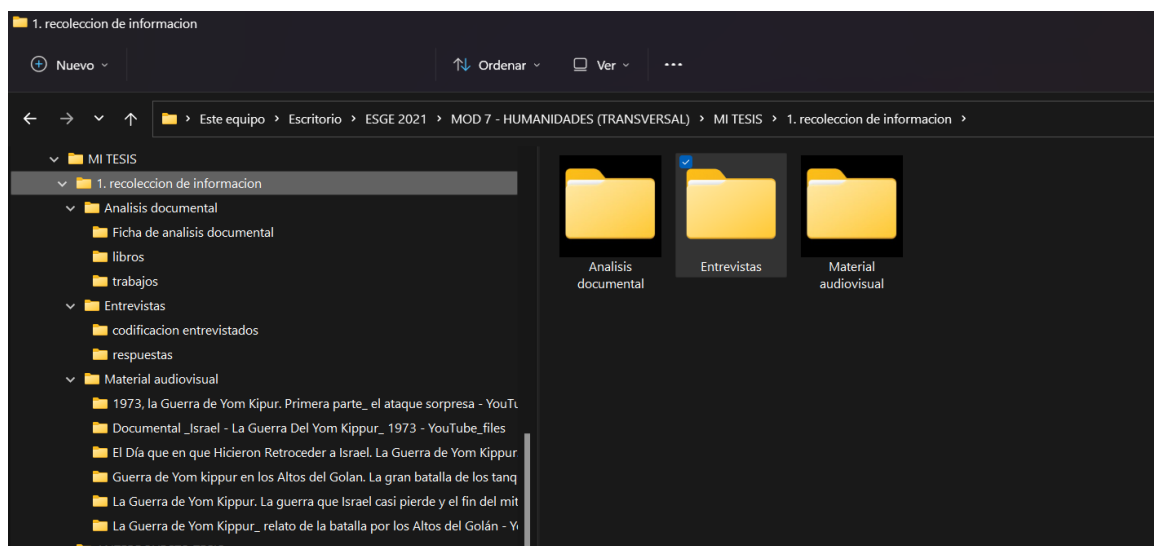 1. recoleccion de informacion
Nuevo
Ordenar
Ver
Este equipo > Escritorio > ESGE 2021 > MOD 7 - HUMANIDADES (TRANSVERSAL) > MI TESIS > 1. recoleccion de informacion >
MI TESIS
1. recoleccion de informacion
Analisis documental
Ficha de analisis documental
libros
trabajos
Entrevistas
codificacion entrevistados
respuestas
Material audiovisual
1973, la Guerra de Yom Kipur. Primera parte_ el ataque sorpresa - YouTu
Documental _Israel - La Guerra Del Yom Kippur_ 1973 - YouTube_files
El Día que en que Hicieron Retroceder a Israel. La Guerra de Yom Kippur.
Guerra de Yom kippur en los Altos del Golan. La gran batalla de los tanq
La Guerra de Yom Kippur. La guerra que Israel casi pierde y el fin del mit
La Guerra de Yom Kippur_ relato de la batalla por los Altos del Golán - Y
Analisis
documental
Entrevistas
Material
audiovisual